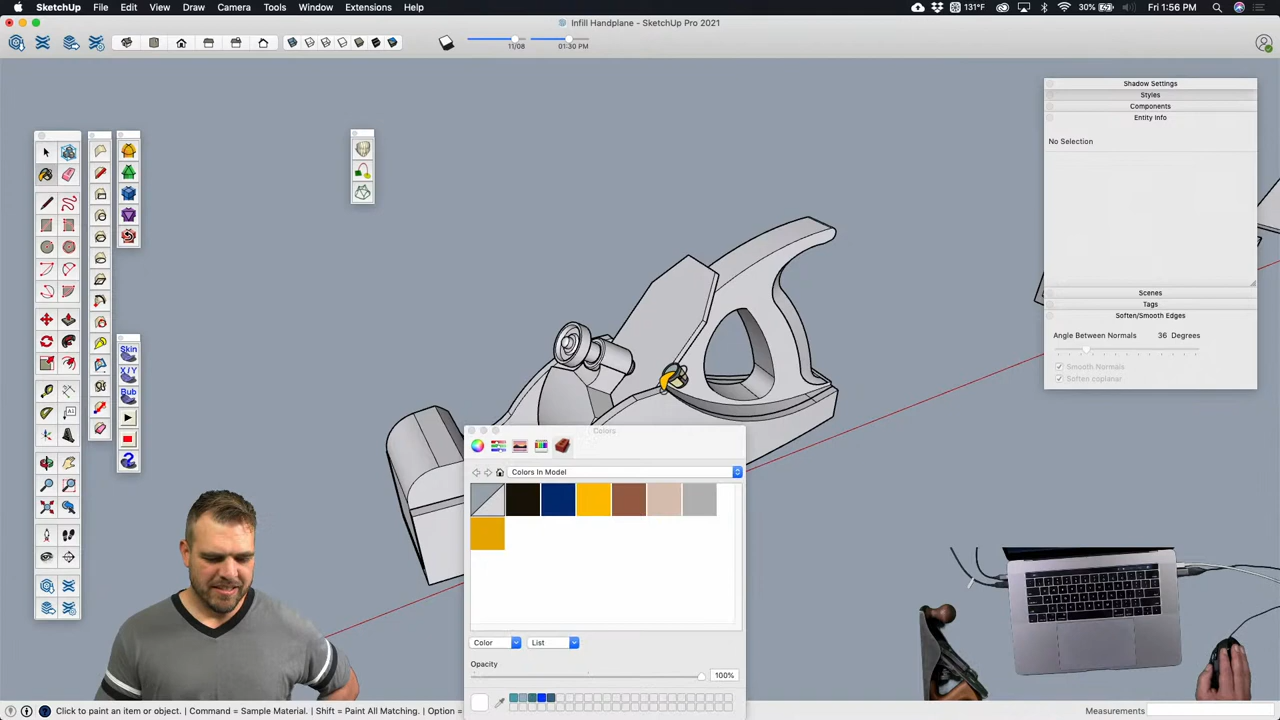 SketchUp File Edit View Draw Camera Tools Window Extensions Help 131°F 30% Fri 1:56 PM
Infill Handplane - SketchUp Pro 2021
11/08 01:30 PM
Shadow Settings
Styles
Components
Entity Info
No Selection
Scenes
Tags
Soften/Smooth Edges
Angle Between Normals 36 Degrees
Smooth Normals
Soften coplanar
A1
Skin
X/Y
Bub
Colors
Colors In Model
Color List
Opacity
100%
Click to paint an item or object. | Command = Sample Material. | Shift = Paint All Matching. | Option =
Measurements